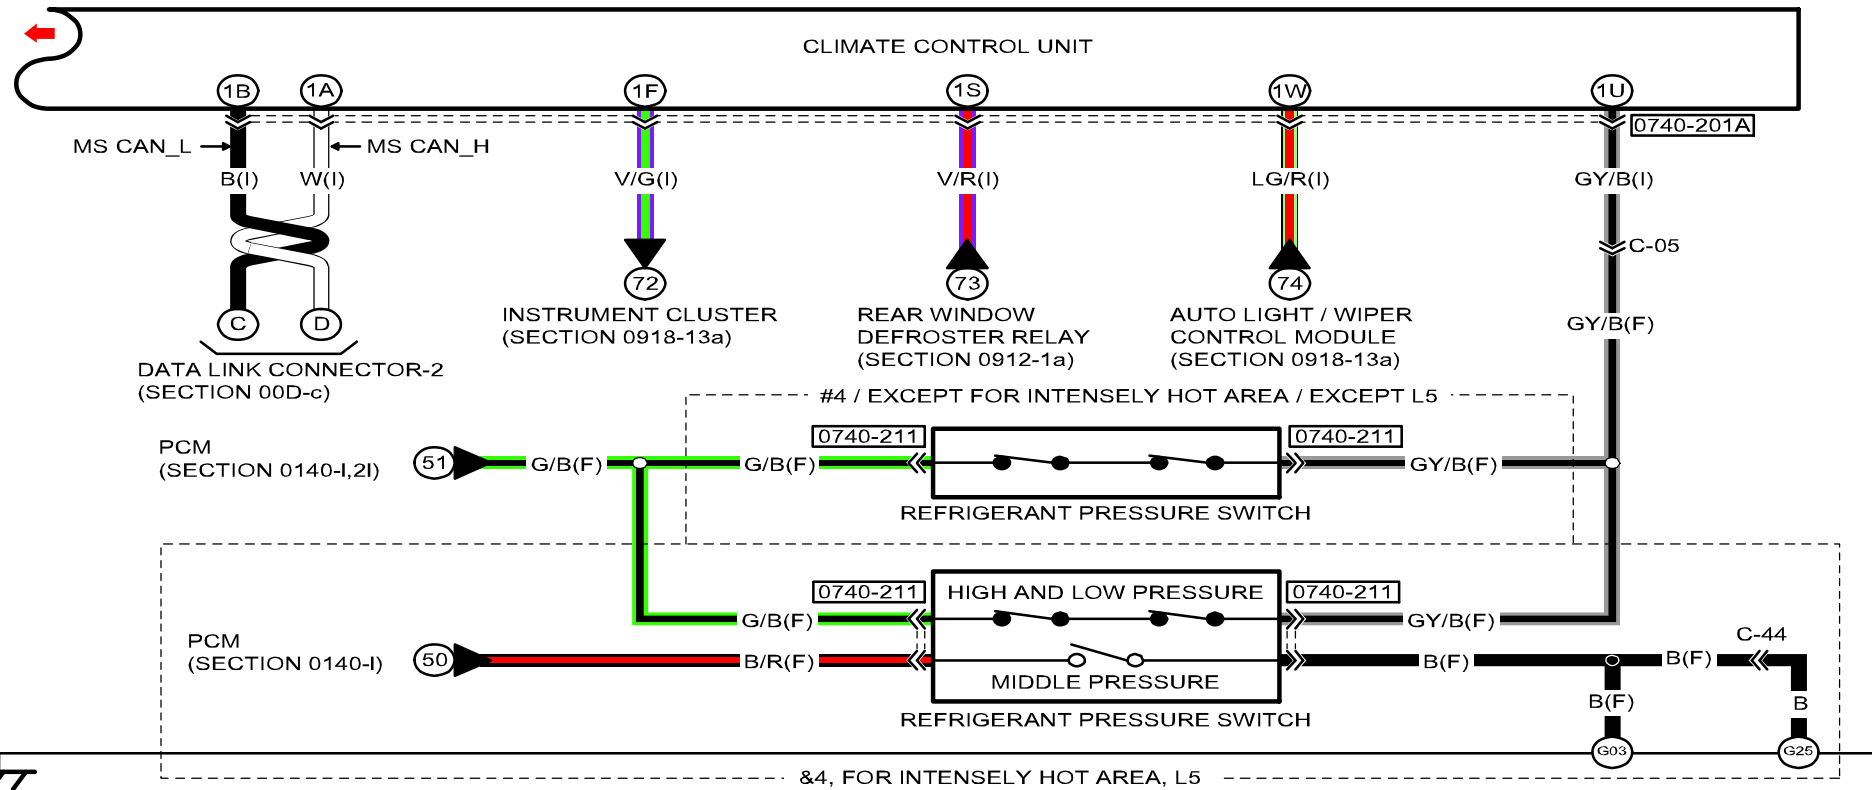 CLIMATE CONTROL UNIT
1B 1A 1F 1S 1W 1U
0740-201A
MS CAN_L MS CAN_H
B(I) W(I) V/G(I) V/R(I) LG/R(I) GY/B(I)
C-05
72 73 74
C D
INSTRUMENT CLUSTER
(SECTION 0918-13a)
REAR WINDOW
DEFROSTER RELAY
(SECTION 0912-1a)
AUTO LIGHT / WIPER
CONTROL MODULE
(SECTION 0918-13a)
GY/B(F)
DATA LINK CONNECTOR-2
(SECTION 00D-c)
#4 / EXCEPT FOR INTENSELY HOT AREA / EXCEPT L5
0740-211 0740-211
PCM
(SECTION 0140-I,2I)
51 G/B(F) G/B(F) GY/B(F)
REFRIGERANT PRESSURE SWITCH
0740-211 HIGH AND LOW PRESSURE 0740-211
G/B(F) GY/B(F)
PCM
(SECTION 0140-I)
50 B/R(F) B(F) B(F) C-44
MIDDLE PRESSURE
B(F) B
REFRIGERANT PRESSURE SWITCH
G03 G25
&4, FOR INTENSELY HOT AREA, L5